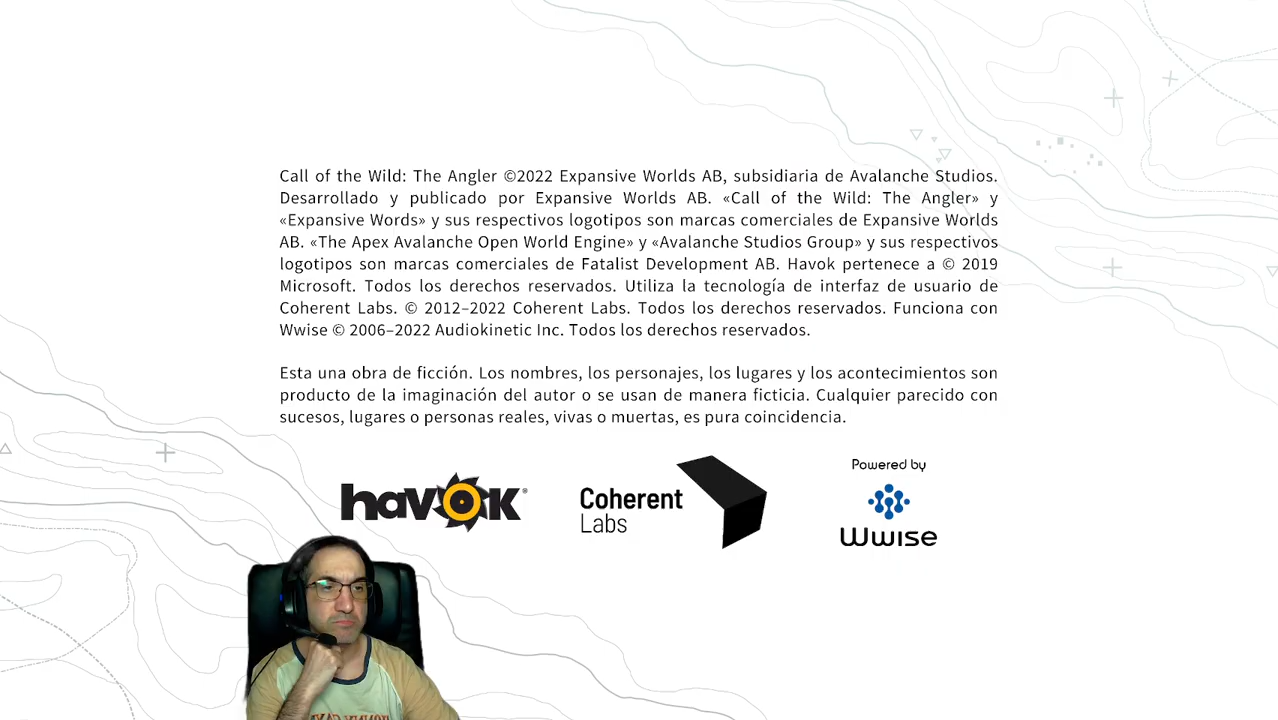 Call of the Wild: The Angler ©2022 Expansive Worlds AB, subsidiaria de Avalanche Studios.
Desarrollado y publicado por Expansive Worlds AB. «Call of the Wild: The Angler» y
«Expansive Words» y sus respectivos logotipos son marcas comerciales de Expansive Worlds
AB. «The Apex Avalanche Open World Engine» y «Avalanche Studios Group» y sus respectivos
logotipos son marcas comerciales de Fatalist Development AB. Havok pertenece a © 2019
Microsoft. Todos los derechos reservados. Utiliza la tecnología de interfaz de usuario de
Coherent Labs. © 2012–2022 Coherent Labs. Todos los derechos reservados. Funciona con
Wwise © 2006–2022 Audiokinetic Inc. Todos los derechos reservados.
Esta una obra de ficción. Los nombres, los personajes, los lugares y los acontecimientos son
producto de la imaginación del autor o se usan de manera ficticia. Cualquier parecido con
sucesos, lugares o personas reales, vivas o muertas, es pura coincidencia.
havok®
Coherent
Labs
Powered by
Wwise